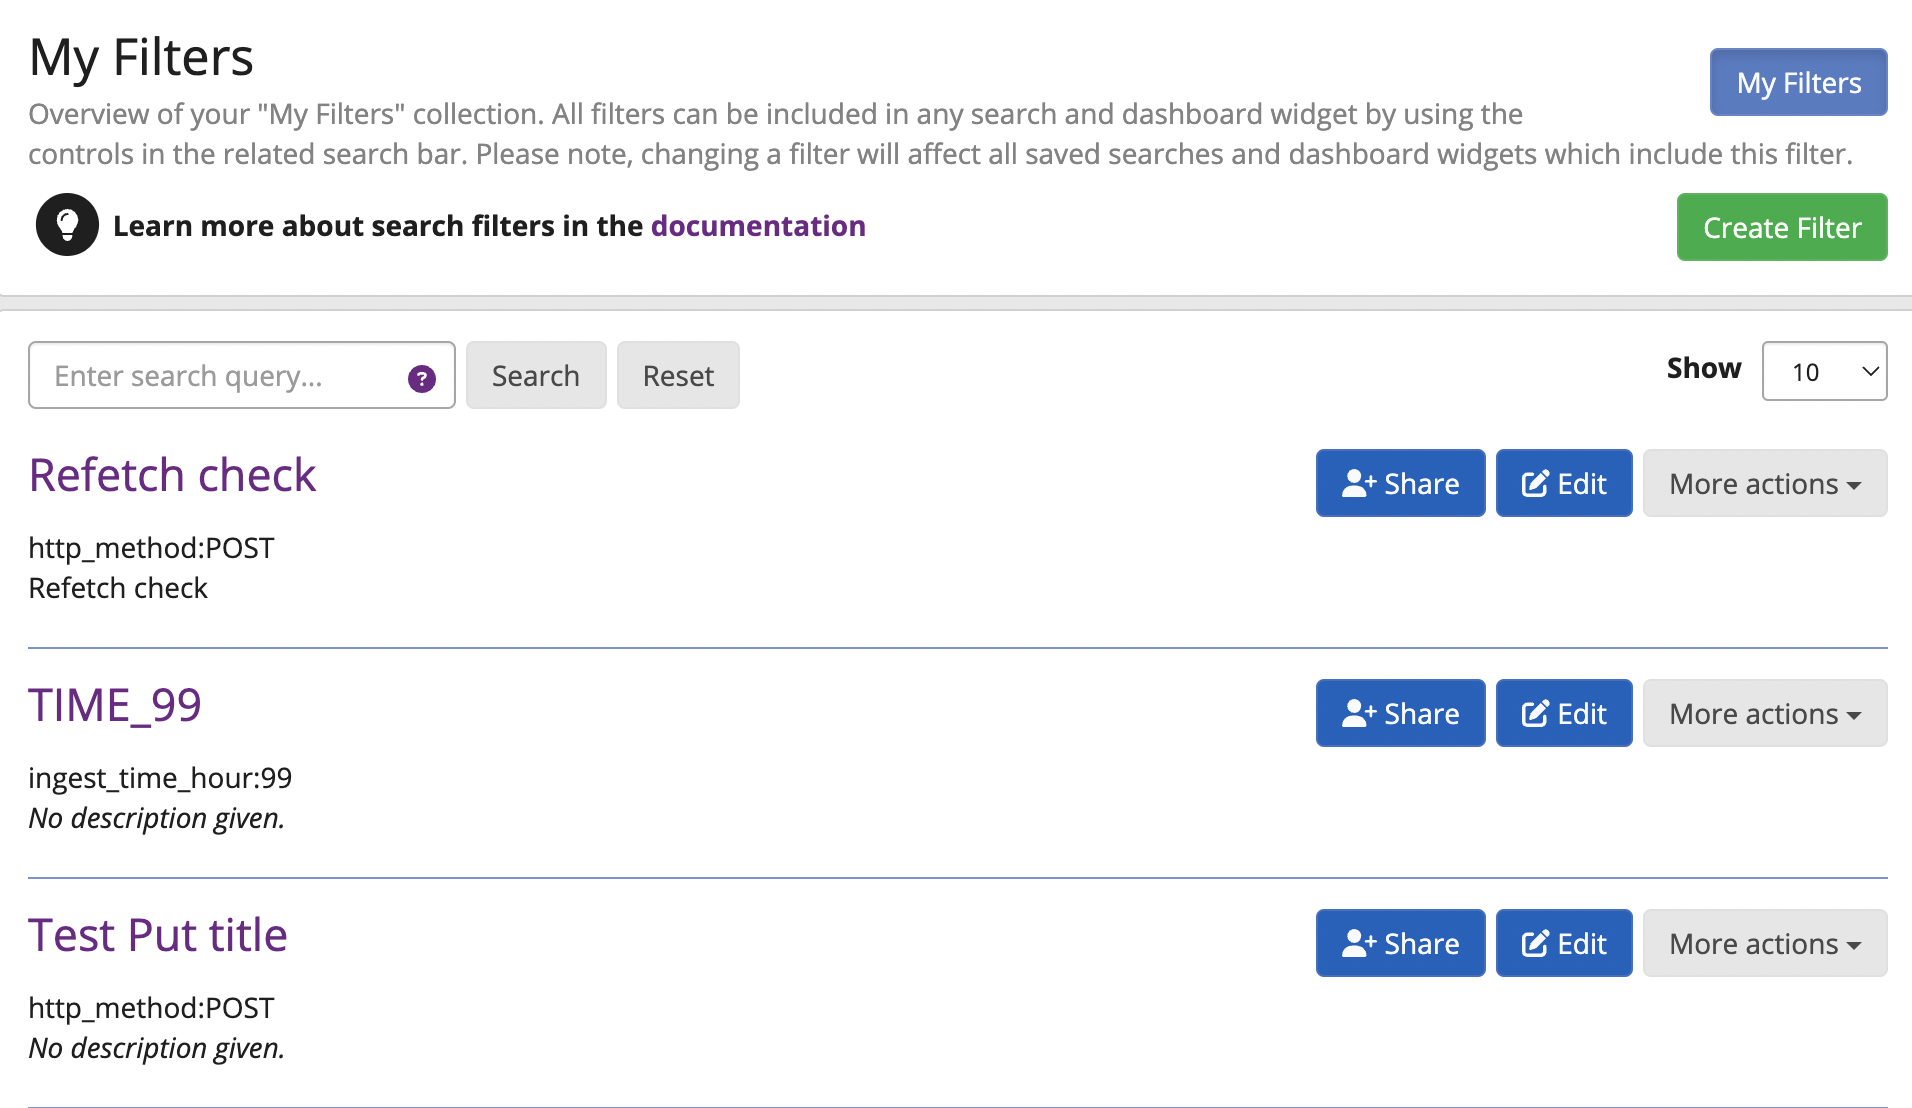 My Filters
My Filters
Overview of your "My Filters" collection. All filters can be included in any search and dashboard widget by using the
controls in the related search bar. Please note, changing a filter will affect all saved searches and dashboard widgets which include this filter.
Learn more about search filters in the documentation
Create Filter
Enter search query...
?
Search
Reset
Show
10
Refetch check
Share
Edit
More actions
http_method:POST
Refetch check
TIME_99
Share
Edit
More actions
ingest_time_hour:99
No description given.
Test Put title
Share
Edit
More actions
http_method:POST
No description given.